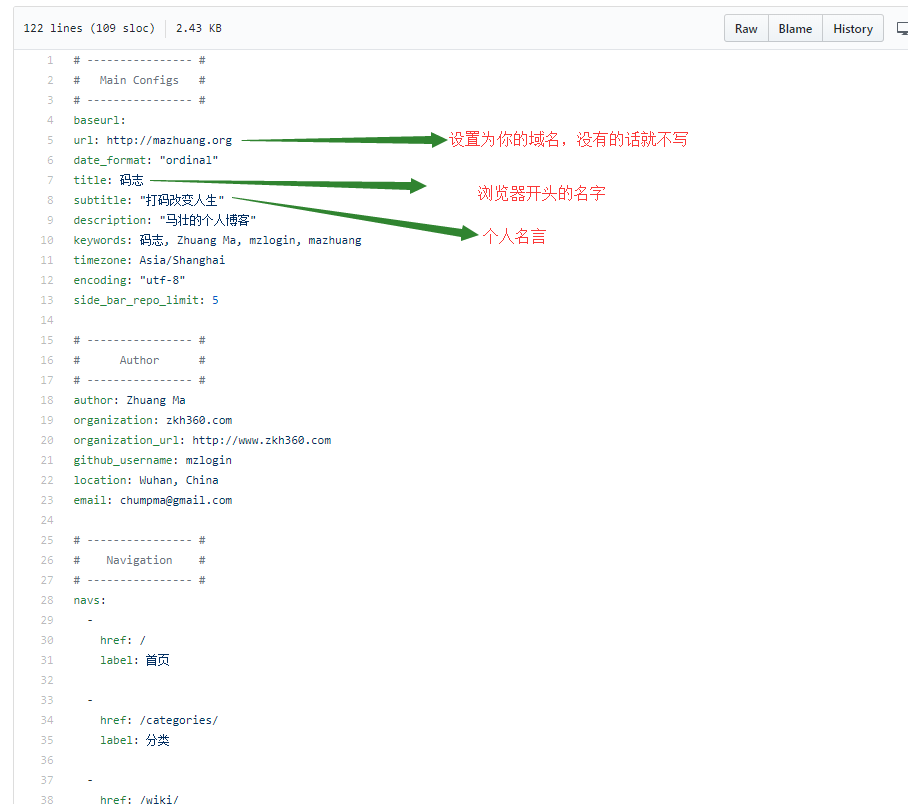 122 lines (109 sloc) 2.43 KB Raw Blame History
1 # ---------------- #
2 # Main Configs #
3 # ---------------- #
4 baseurl:
5 url: http://mazhuang.org 设置为你的域名，没有的话就不写
6 date_format: "ordinal"
7 title: 码志
浏览器开头的名字
8 subtitle: "打码改变人生"
9 description: "马壮的个人博客"
个人名言
10 keywords: 码志, Zhuang Ma, mzlogin, mazhuang
11 timezone: Asia/Shanghai
12 encoding: "utf-8"
13 side_bar_repo_limit: 5
14
15 # ---------------- #
16 # Author #
17 # ---------------- #
18 author: Zhuang Ma
19 organization: zkh360.com
20 organization_url: http://www.zkh360.com
21 github_username: mzlogin
22 location: Wuhan, China
23 email: chumpma@gmail.com
24
25 # ---------------- #
26 # Navigation #
27 # ---------------- #
28 navs:
29 -
30 href: /
31 label: 首页
32
33 -
34 href: /categories/
35 label: 分类
36
37 -
38 href: /wiki/